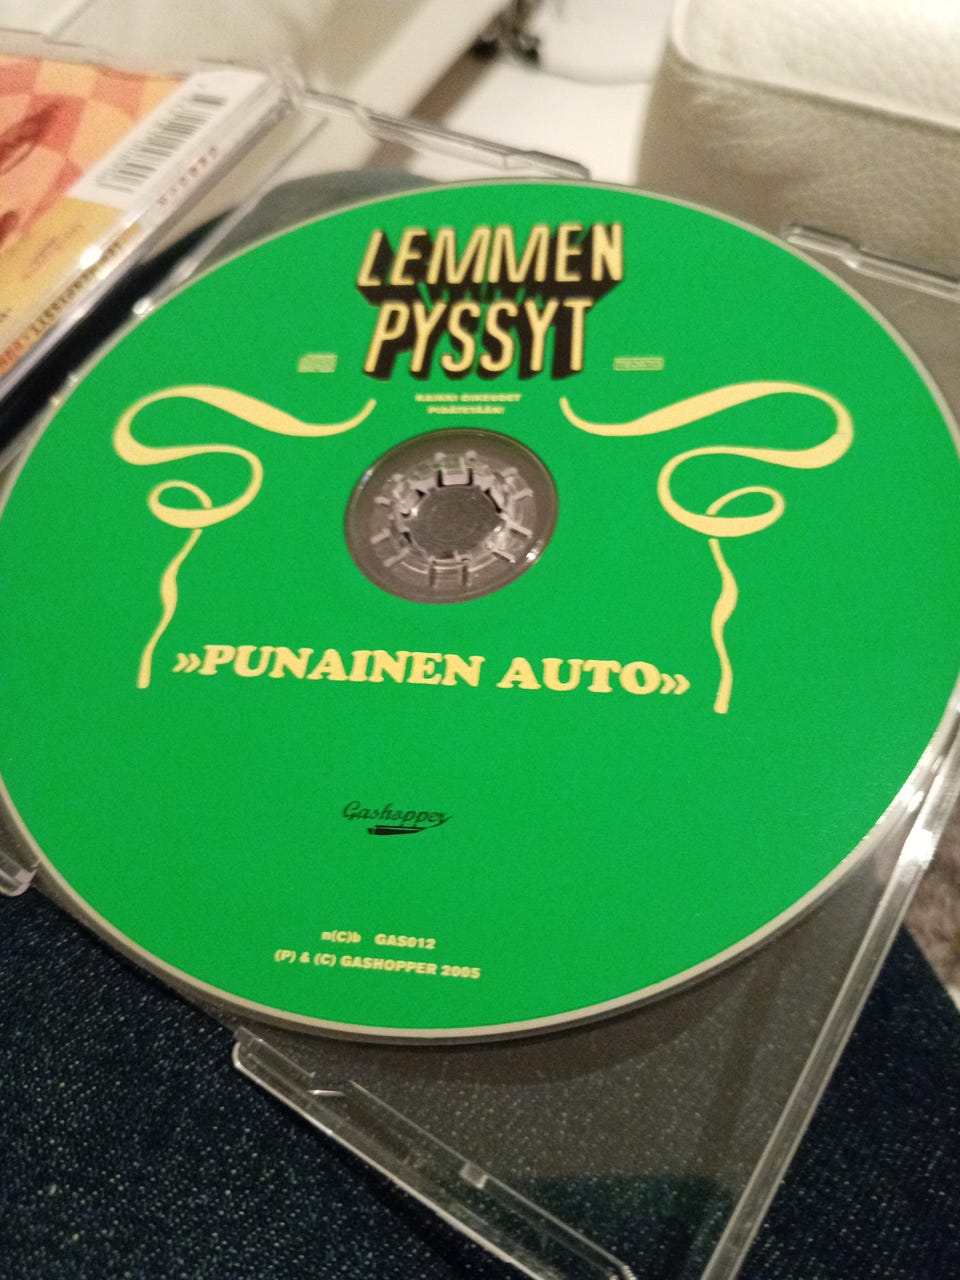 LEMMEN
PYSSYT
KAIKKI OIKEUDET
PIDÄTETÄÄN!
»PUNAINEN AUTO»
Gashopper
n(C)b GAS012
(P) & (C) GASHOPPER 2005